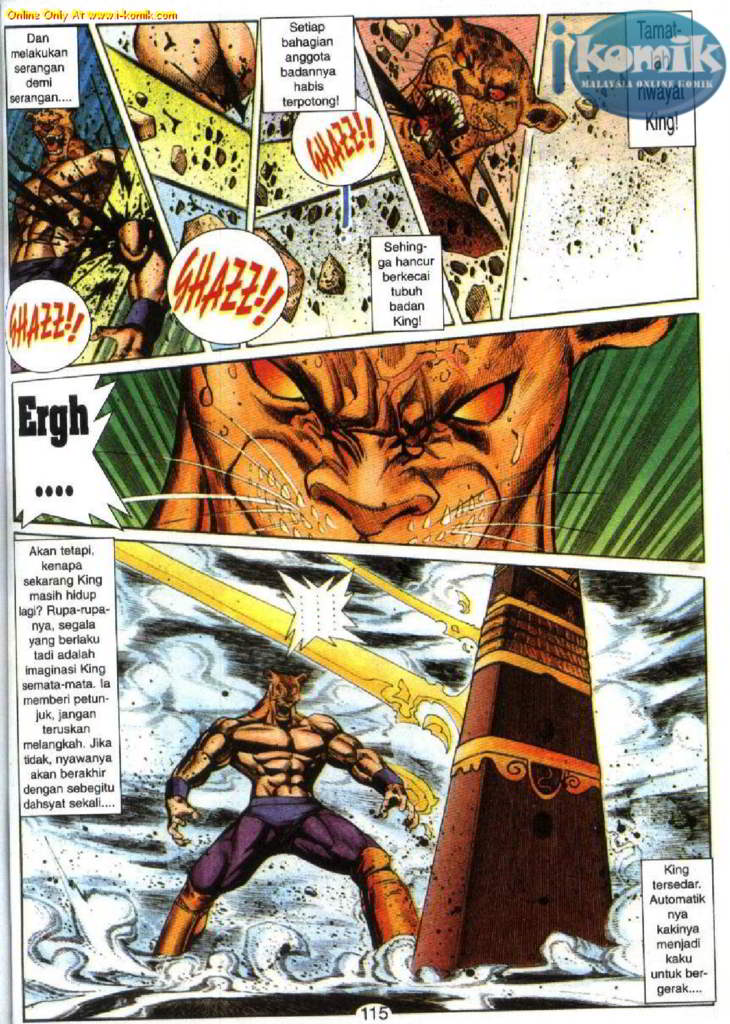 Online Only At www.i-komik.com
Dan
melakukan
serangan
demi
serangan....
Setiap
bahagian
anggota
badannya
habis
terpotong!
Tamat-
lah
riwayat
King!
ikomik
MALAYSIA ONLINE KOMIK
GHAZZ!!
GHAZZ!!
GHAZZ!!
Sehing-
ga hancur
berkecai
tubuh
badan
King!
Ergh
....
Akan tetapi,
kenapa
sekarang King
masih hidup
lagi? Rupa-rupa-
nya, segala
yang berlaku
tadi adalah
imaginasi King
semata-mata. Ia
memberi petun-
juk, jangan
teruskan
melangkah. Jika
tidak, nyawanya
akan berakhir
dengan sebegitu
dahsyat sekali....
King
tersedar.
Automatik
nya
kakinya
menjadi
kaku
untuk ber-
gerak....
115